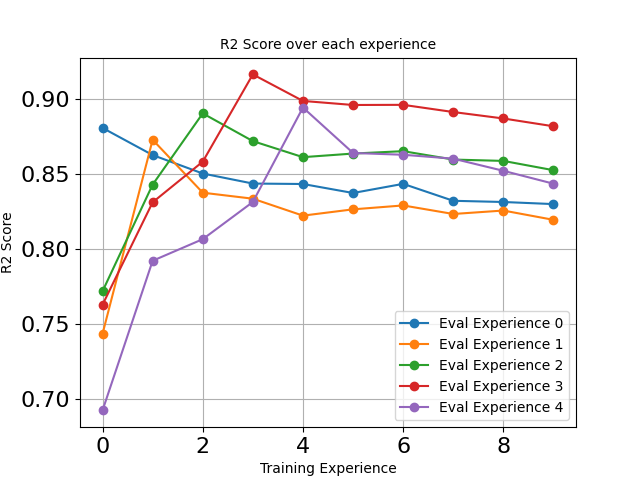 R2 Score over each experience
R2 Score
0.90
0.85
0.80
0.75
0.70
0 2 4 6 8
Training Experience
Eval Experience 0
Eval Experience 1
Eval Experience 2
Eval Experience 3
Eval Experience 4